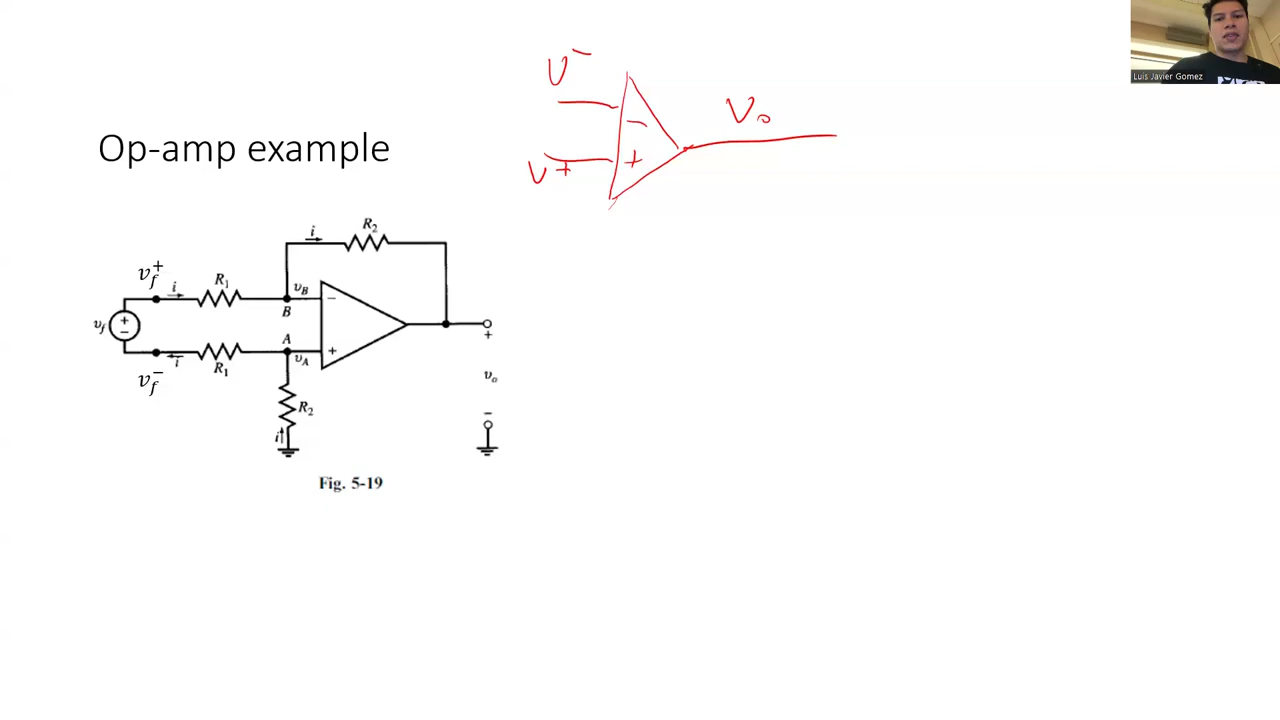 V⁻
V+
−
+
V₀
Luis Javier Gomez
Op-amp example
v_f^+
i
R₁
i
R₂
v_B
B
−
v_f
+
−
A
v_A
+
i
R₁
v_f^-
R₂
i
+
v_o
−
Fig. 5-19